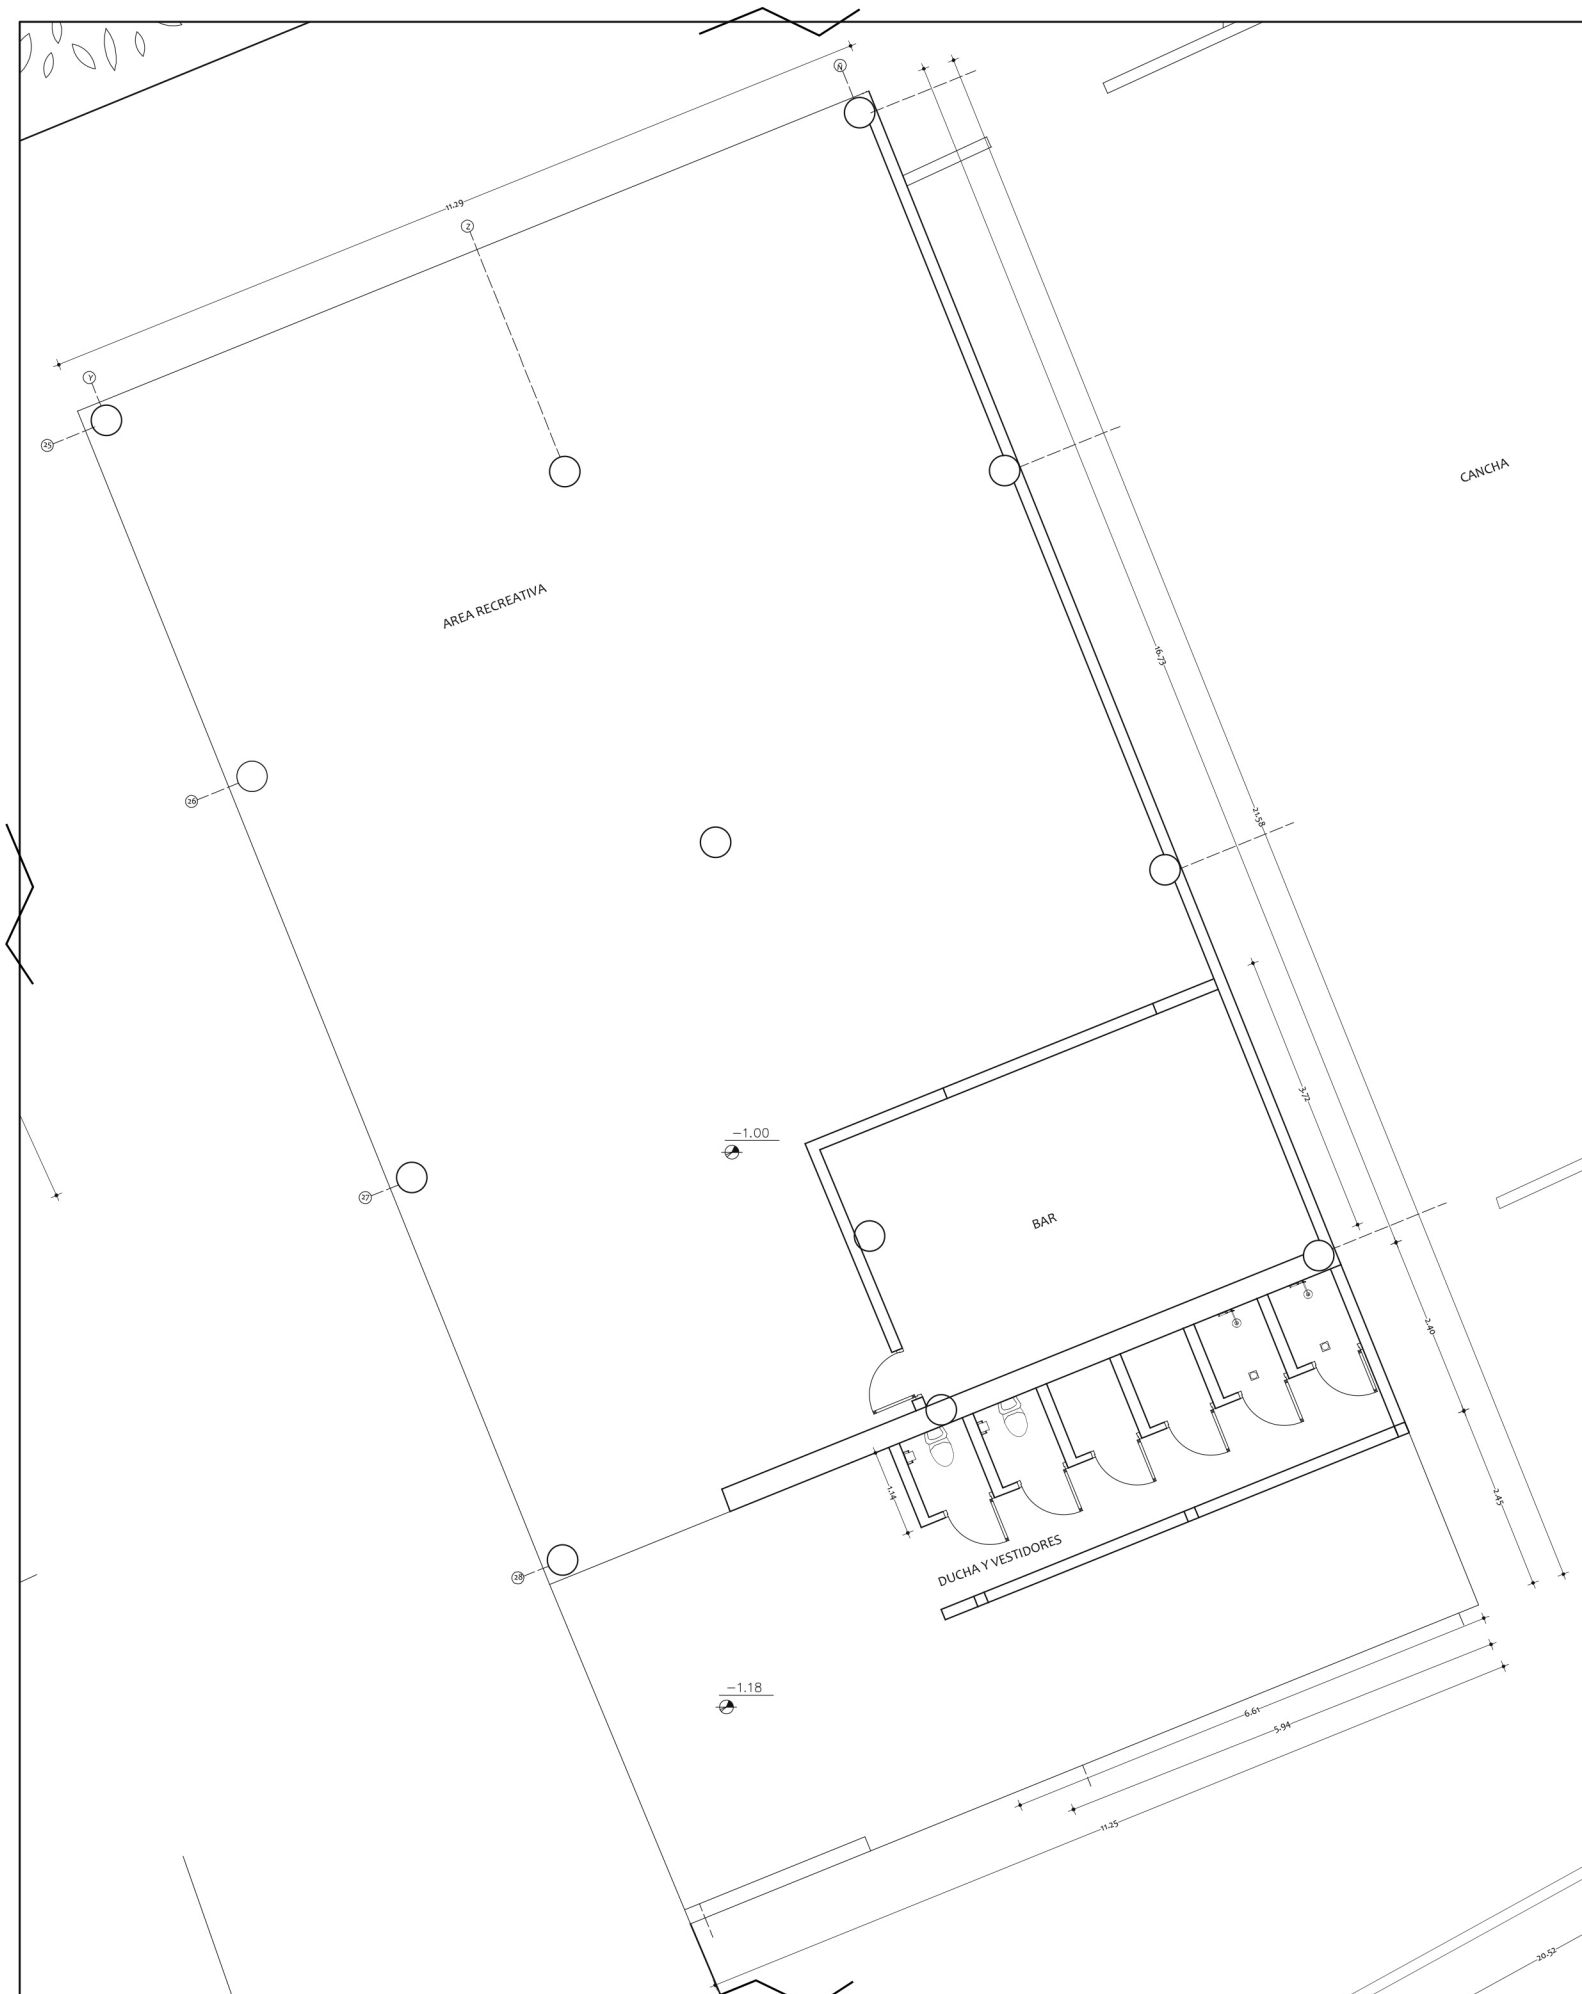 Ñ
11.29
Z
Y
25
CANCHA
AREA RECREATIVA
16.73
26
21.58
3.72
-1.00
27
BAR
2.40
1.14
2.45
DUCHA Y VESTIDORES
28
-1.18
6.61
5.94
11.25
20.52